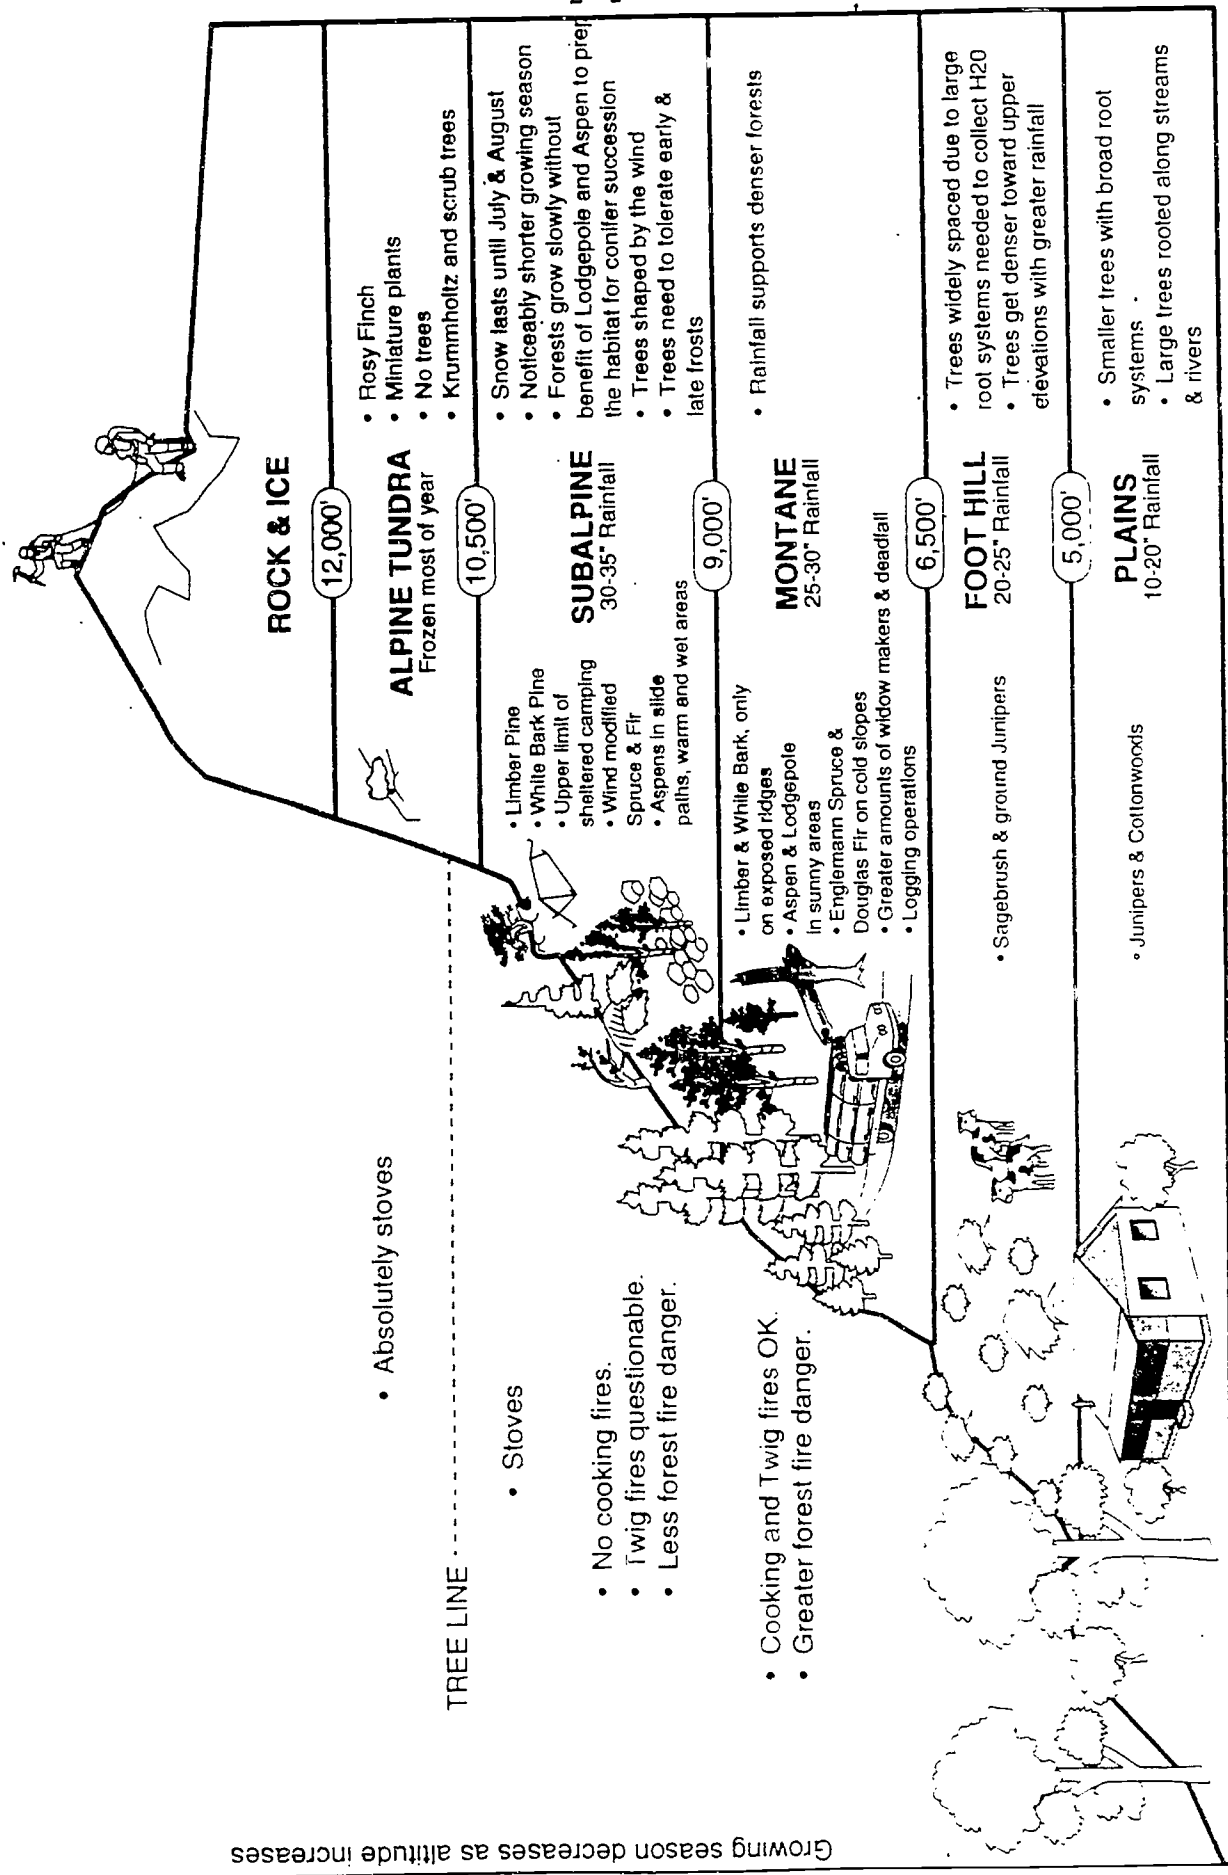 ROCK & ICE
12,000'
• Absolutely stoves
ALPINE TUNDRA
Frozen most of year
• Rosy Finch
• Miniature plants
• No trees
• Krummholtz and scrub trees
TREE LINE
10,500'
• Stoves
• No cooking fires.
• Twig fires questionable.
• Less forest fire danger.
• Limber Pine
• White Bark Pine
• Upper limit of
sheltered camping
• Wind modified
Spruce & Fir
• Aspens in slide
paths, warm and wet areas
SUBALPINE
30-35" Rainfall
• Snow lasts until July & August
• Noticeably shorter growing season
• Forests grow slowly without
benefit of Lodgepole and Aspen to prep
the habitat for conifer succession
• Trees shaped by the wind
• Trees need to tolerate early &
late frosts
9,000'
• Cooking and Twig fires OK.
• Greater forest fire danger.
• Limber & White Bark, only
on exposed ridges
• Aspen & Lodgepole
in sunny areas
• Englemann Spruce &
Douglas Fir on cold slopes
• Greater amounts of widow makers & deadfall
• Logging operations
MONTANE
25-30" Rainfall
• Rainfall supports denser forests
6,500'
• Sagebrush & ground Junipers
FOOT HILL
20-25" Rainfall
• Trees widely spaced due to large
root systems needed to collect H20
• Trees get denser toward upper
elevations with greater rainfall
5,000'
• Junipers & Cottonwoods
PLAINS
10-20" Rainfall
• Smaller trees with broad root
systems -
• Large trees rooted along streams
& rivers
Growing season decreases as altitude increases